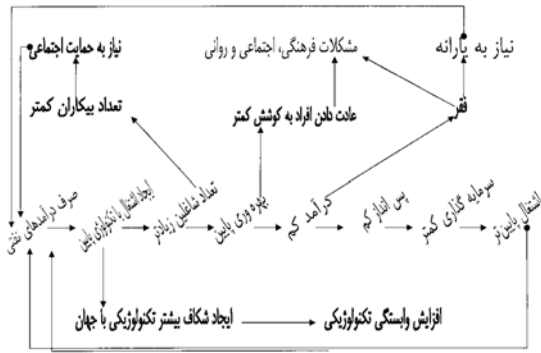 نیاز به یارانه
مشکلات فرهنگی، اجتماعی و روانی
نیاز به حمایت اجتماعی
فقر
عادت دادن افراد به کوشش کمتر
تعداد بیکاران کمتر
صرف درآمدهای نفتی
ایجاد اشتغال با تکنولوژی پایین
تعداد شاغلین زیادتر
بهره وری پایین
درآمد کم
پس انداز کم
سرمایه گذاری کمتر
اشتغال پایین‌تر
ایجاد شکاف بیشتر تکنولوژیکی با جهان
افزایش وابستگی تکنولوژیکی